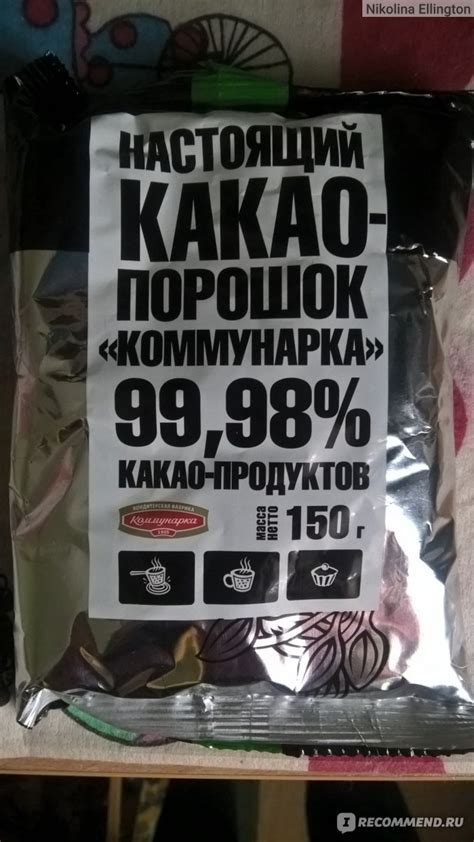 Nikolina Ellington
НАСТОЯЩИЙ
КАКАО-
ПОРОШОК
«КОММУНАРКА»
99,98%
КАКАО-ПРОДУКТОВ
КОНДИТЕРСКАЯ ФАБРИКА
Коммунарка
масса
нетто
150 г
I RECOMMEND.RU